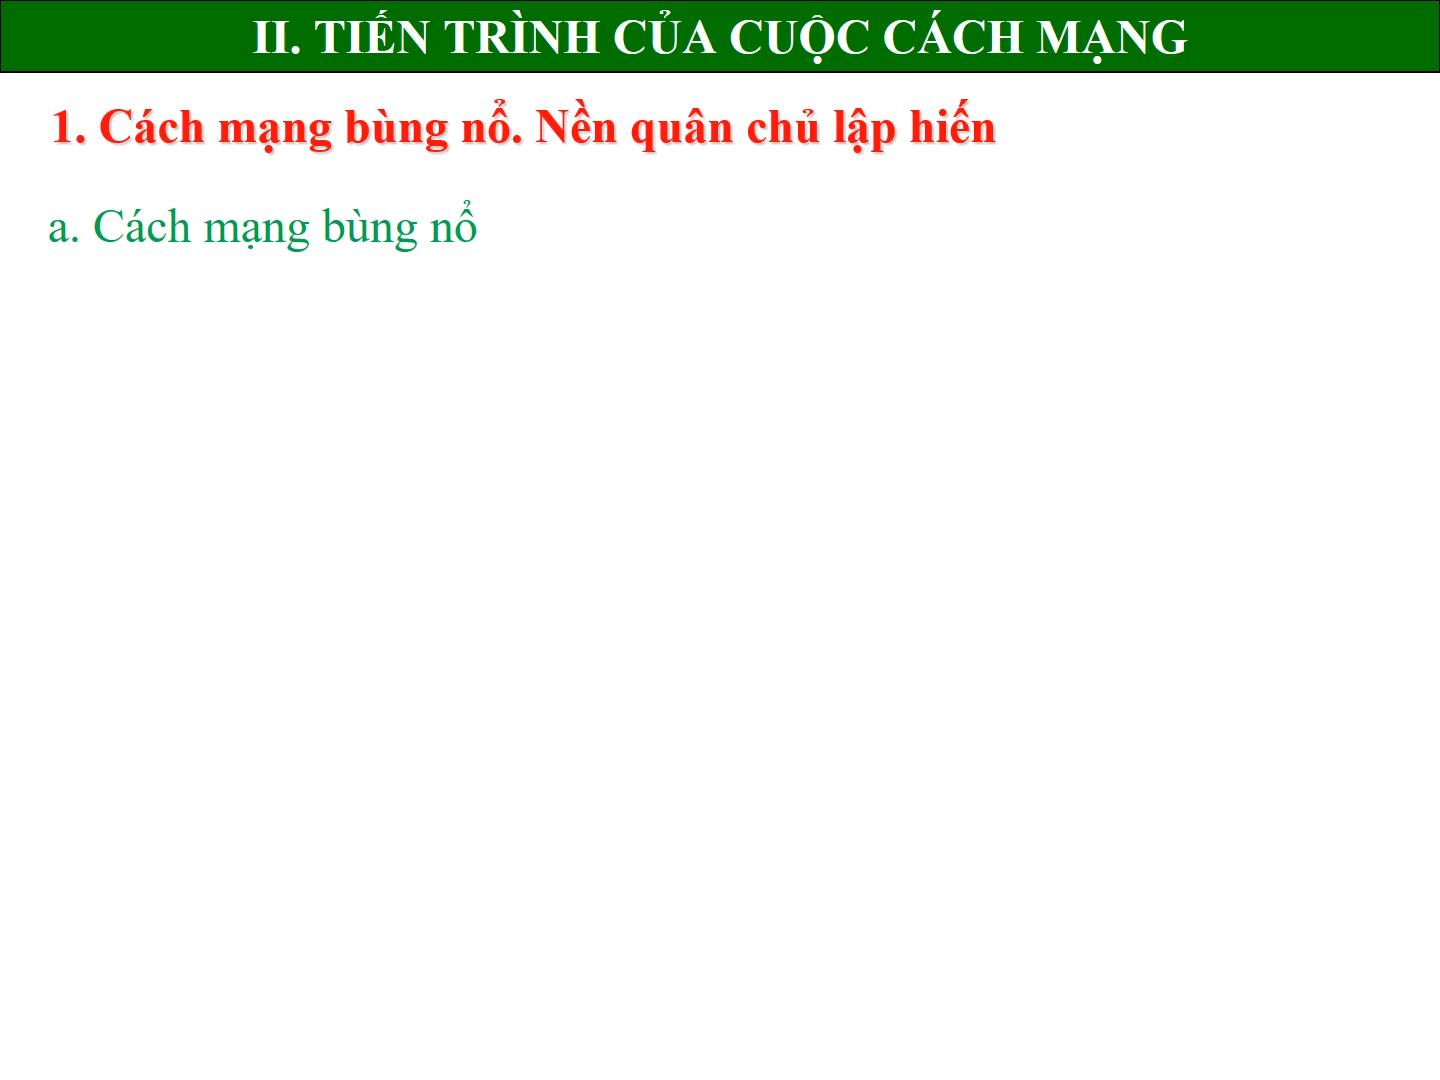 II. TIẾN TRÌNH CỦA CUỘC CÁCH MẠNG
1. Cách mạng bùng nổ. Nền quân chủ lập hiến
a. Cách mạng bùng nổ